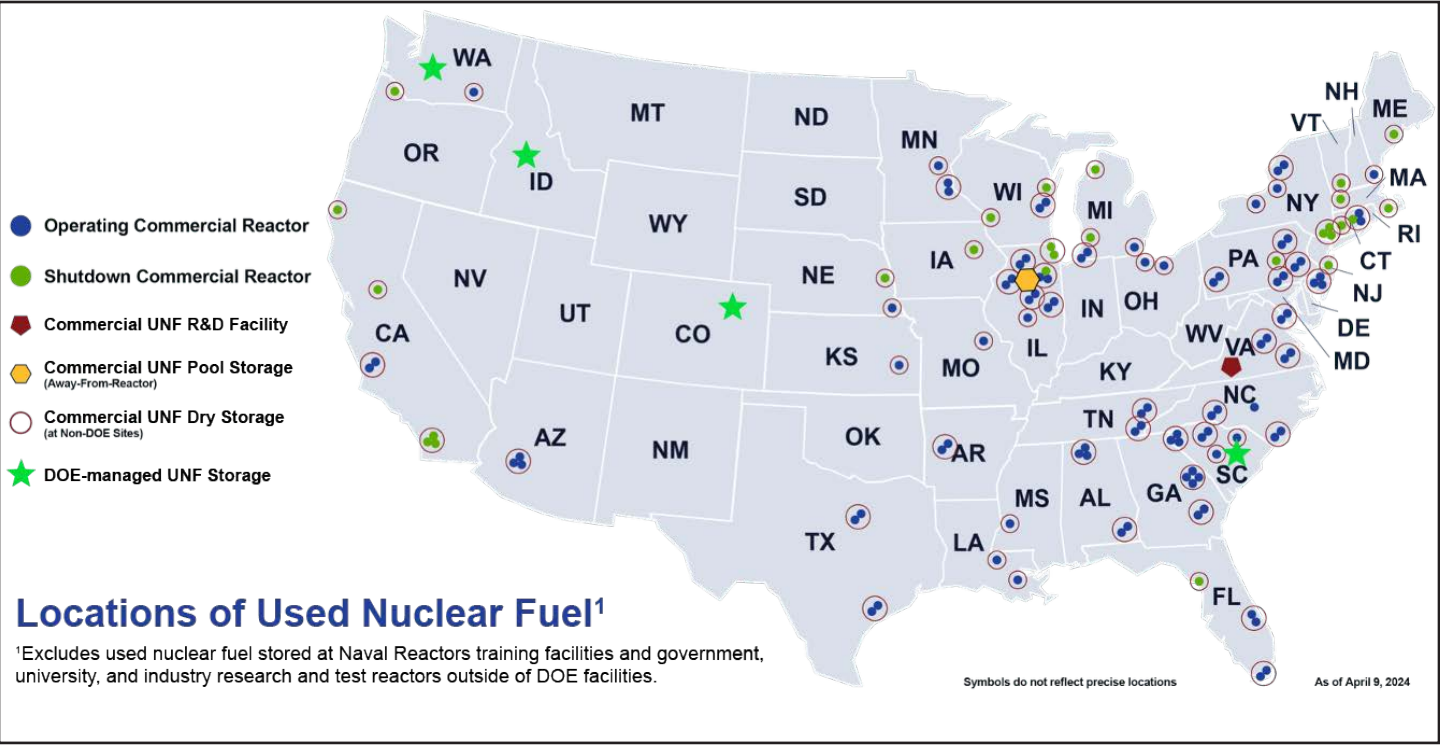 Operating Commercial Reactor
Shutdown Commercial Reactor
Commercial UNF R&D Facility
Commercial UNF Pool Storage
(Away-From-Reactor)
Commercial UNF Dry Storage
(at Non-DOE Sites)
DOE-managed UNF Storage
WA
OR
ID
MT
ND
MN
SD
WY
NV
UT
CO
CA
AZ
NM
NE
KS
OK
TX
IA
MO
AR
LA
WI
IL
MI
IN
OH
KY
TN
MS
AL
GA
FL
SC
NC
VA
WV
PA
NY
VT
NH
ME
MA
RI
CT
NJ
DE
MD
Locations of Used Nuclear Fuel¹
¹Excludes used nuclear fuel stored at Naval Reactors training facilities and government,
university, and industry research and test reactors outside of DOE facilities.
Symbols do not reflect precise locations
As of April 9, 2024